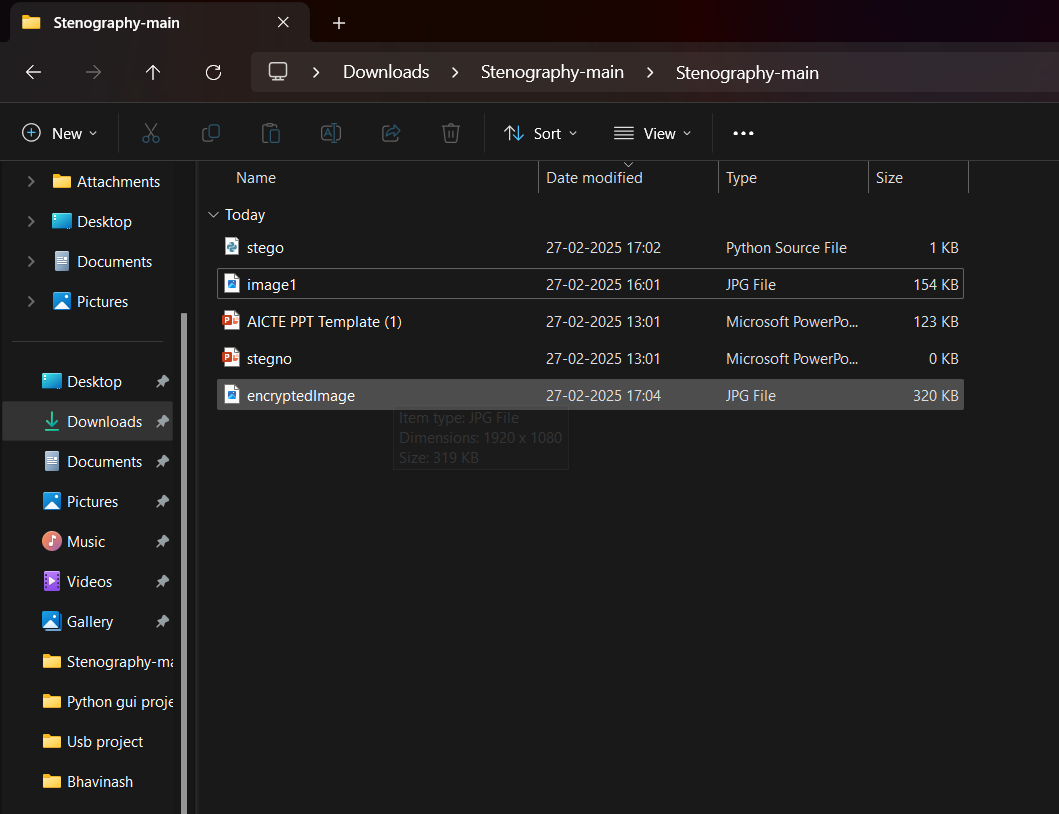 Stenography-main
Downloads > Stenography-main > Stenography-main
New Sort View
Attachments
Desktop
Documents
Pictures
Desktop
Downloads
Documents
Pictures
Music
Videos
Gallery
Stenography-ma
Python gui proje
Usb project
Bhavinash
Name Date modified Type Size
Today
stego 27-02-2025 17:02 Python Source File 1 KB
image1 27-02-2025 16:01 JPG File 154 KB
AICTE PPT Template (1) 27-02-2025 13:01 Microsoft PowerPo... 123 KB
stegno 27-02-2025 13:01 Microsoft PowerPo... 0 KB
encryptedImage 27-02-2025 17:04 JPG File 320 KB
Item type: JPG File
Dimensions: 1920 x 1080
Size: 319 KB